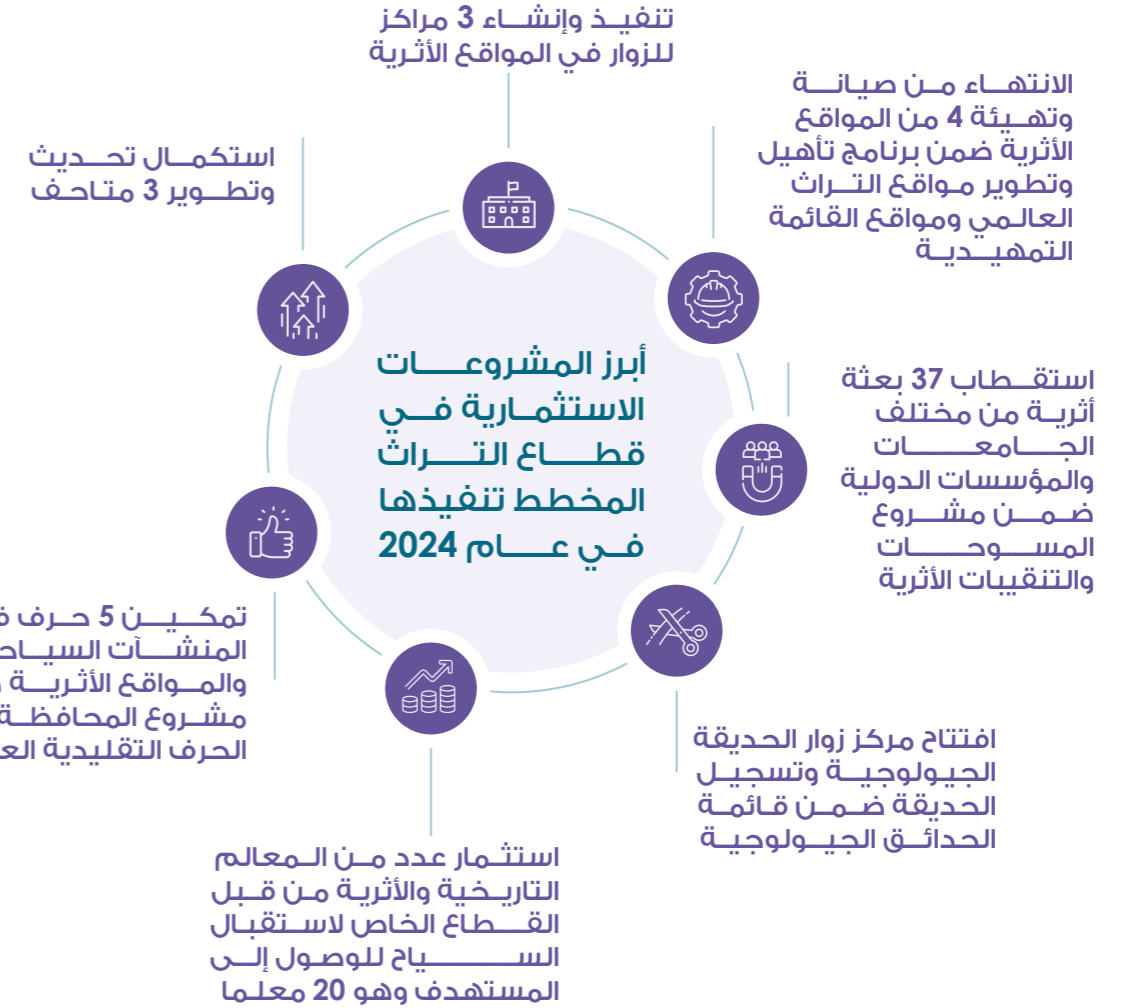 تنفيذ وإنشاء 3 مراكز
للزوار في المواقع الأثرية
الانتهاء من صيانة
وتهيئة 4 من المواقع
الأثرية ضمن برنامج تأهيل
وتطوير مواقع التراث
العالمي ومواقع القائمة
التمهيدية
استقطاب 37 بعثة
أثرية من مختلف
الجامعات
والمؤسسات الدولية
ضمن مشروع
المسوحات
والتنقيبات الأثرية
افتتاح مركز زوار الحديقة
الجيولوجية وتسجيل
الحديقة ضمن قائمة
الحدائق الجيولوجية
استثمار عدد من المعالم
التاريخية والأثرية من قبل
القطاع الخاص لاستقبال
السياح للوصول إلى
المستهدف وهو 20 معلما
تمكين 5 حرف
المنشآت
والمواقع الأثرية
مشروع المحافظة
الحرف التقليدية
استكمال تحديث
وتطوير 3 متاحف
أبرز المشروعات
الاستثمارية في
قطاع التراث
المخطط تنفيذها
في عام 2024